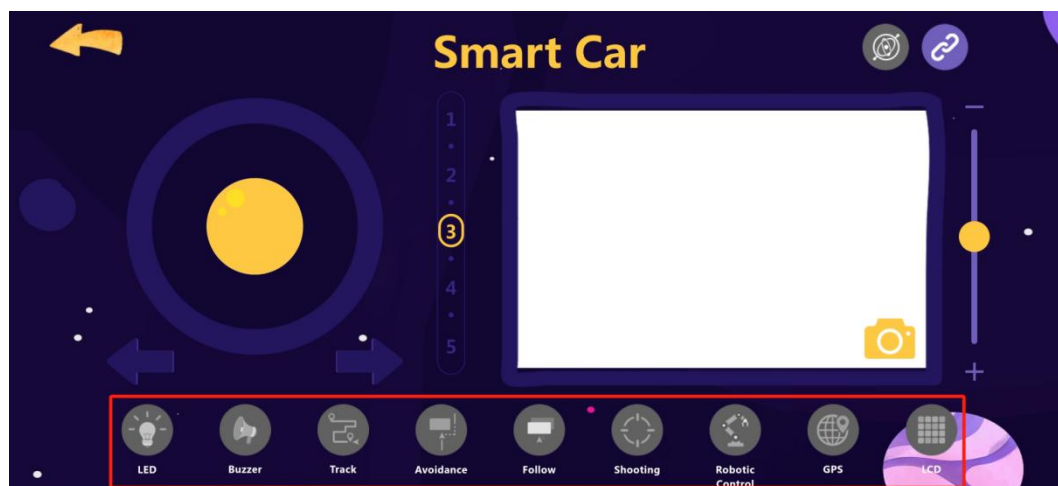 Smart Car
1
2
3
4
5
LED
Buzzer
Track
Avoidance
Follow
Shooting
Robotic
Control
GPS
LCD